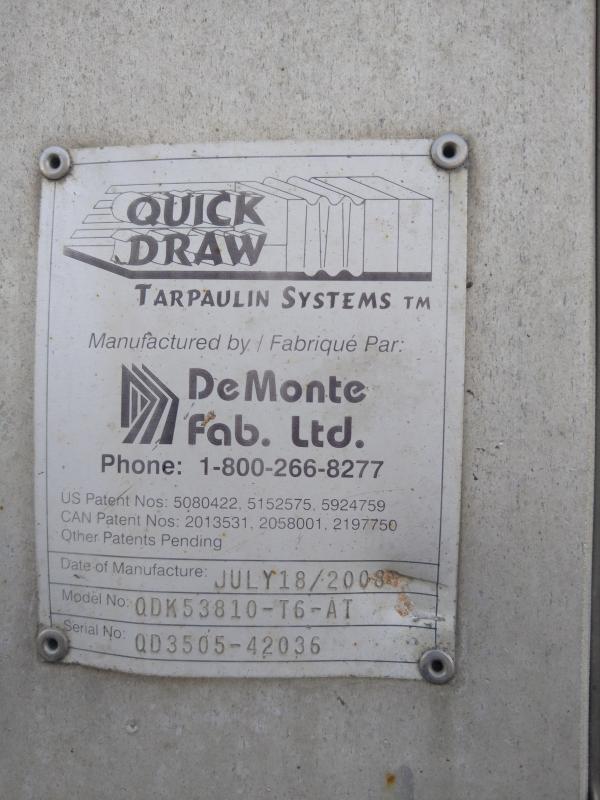 QUICK
DRAW
TARPAULIN SYSTEMS TM
Manufactured by / Fabriqué Par:
DeMonte
Fab. Ltd.
Phone: 1-800-266-8277
US Patent Nos: 5080422, 5152575, 5924759
CAN Patent Nos: 2013531, 2058001, 2197750
Other Patents Pending
Date of Manufacture: JULY18/2008
Model No: QDK53810-T6-AT
Serial No: QD3505-42036